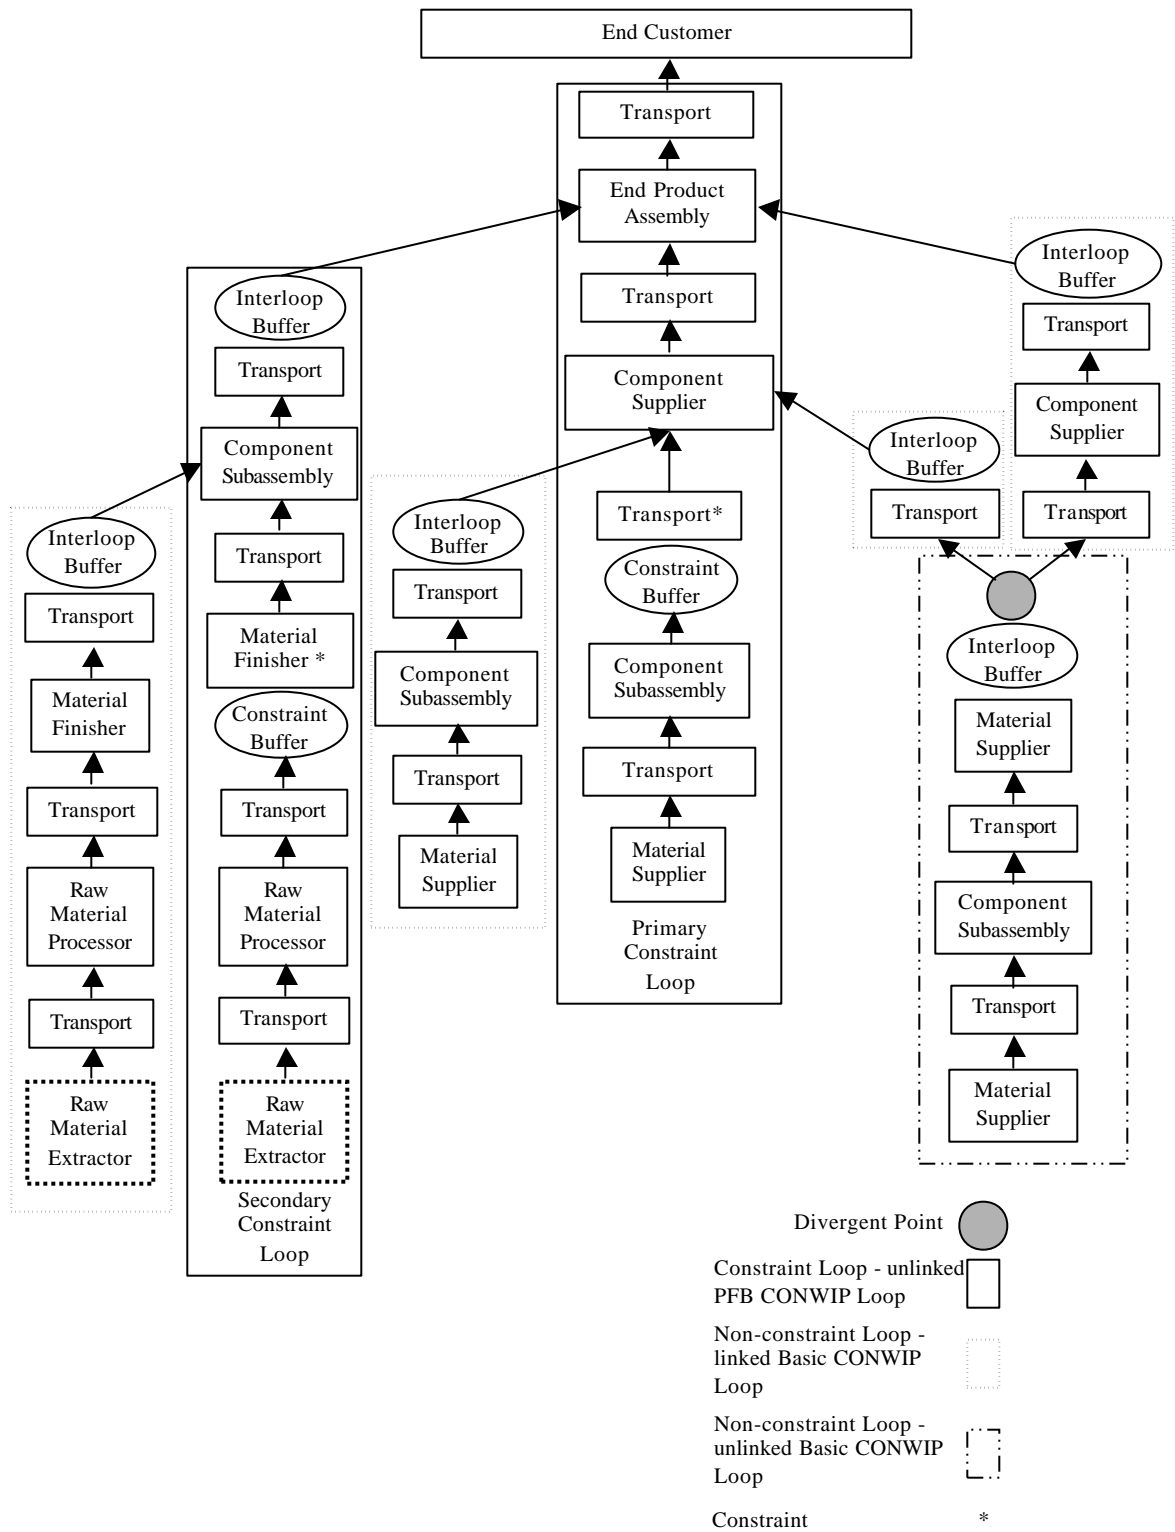 End Customer
Transport
End Product
Assembly
Transport
Component
Supplier
Transport*
Constraint
Buffer
Component
Subassembly
Transport
Material
Supplier
Primary
Constraint
Loop
Interloop
Buffer
Transport
Component
Subassembly
Transport
Material
Finisher *
Constraint
Buffer
Transport
Raw
Material
Processor
Transport
Raw
Material
Extractor
Secondary
Constraint
Loop
Interloop
Buffer
Transport
Material
Finisher
Transport
Raw
Material
Processor
Transport
Raw
Material
Extractor
Interloop
Buffer
Transport
Component
Subassembly
Transport
Material
Supplier
Interloop
Buffer
Transport
Interloop
Buffer
Transport
Component
Supplier
Transport
Interloop
Buffer
Material
Supplier
Transport
Component
Subassembly
Transport
Material
Supplier
Divergent Point
Constraint Loop - unlinked
PFB CONWIP Loop
Non-constraint Loop -
linked Basic CONWIP
Loop
Non-constraint Loop -
unlinked Basic CONWIP
Loop
Constraint *